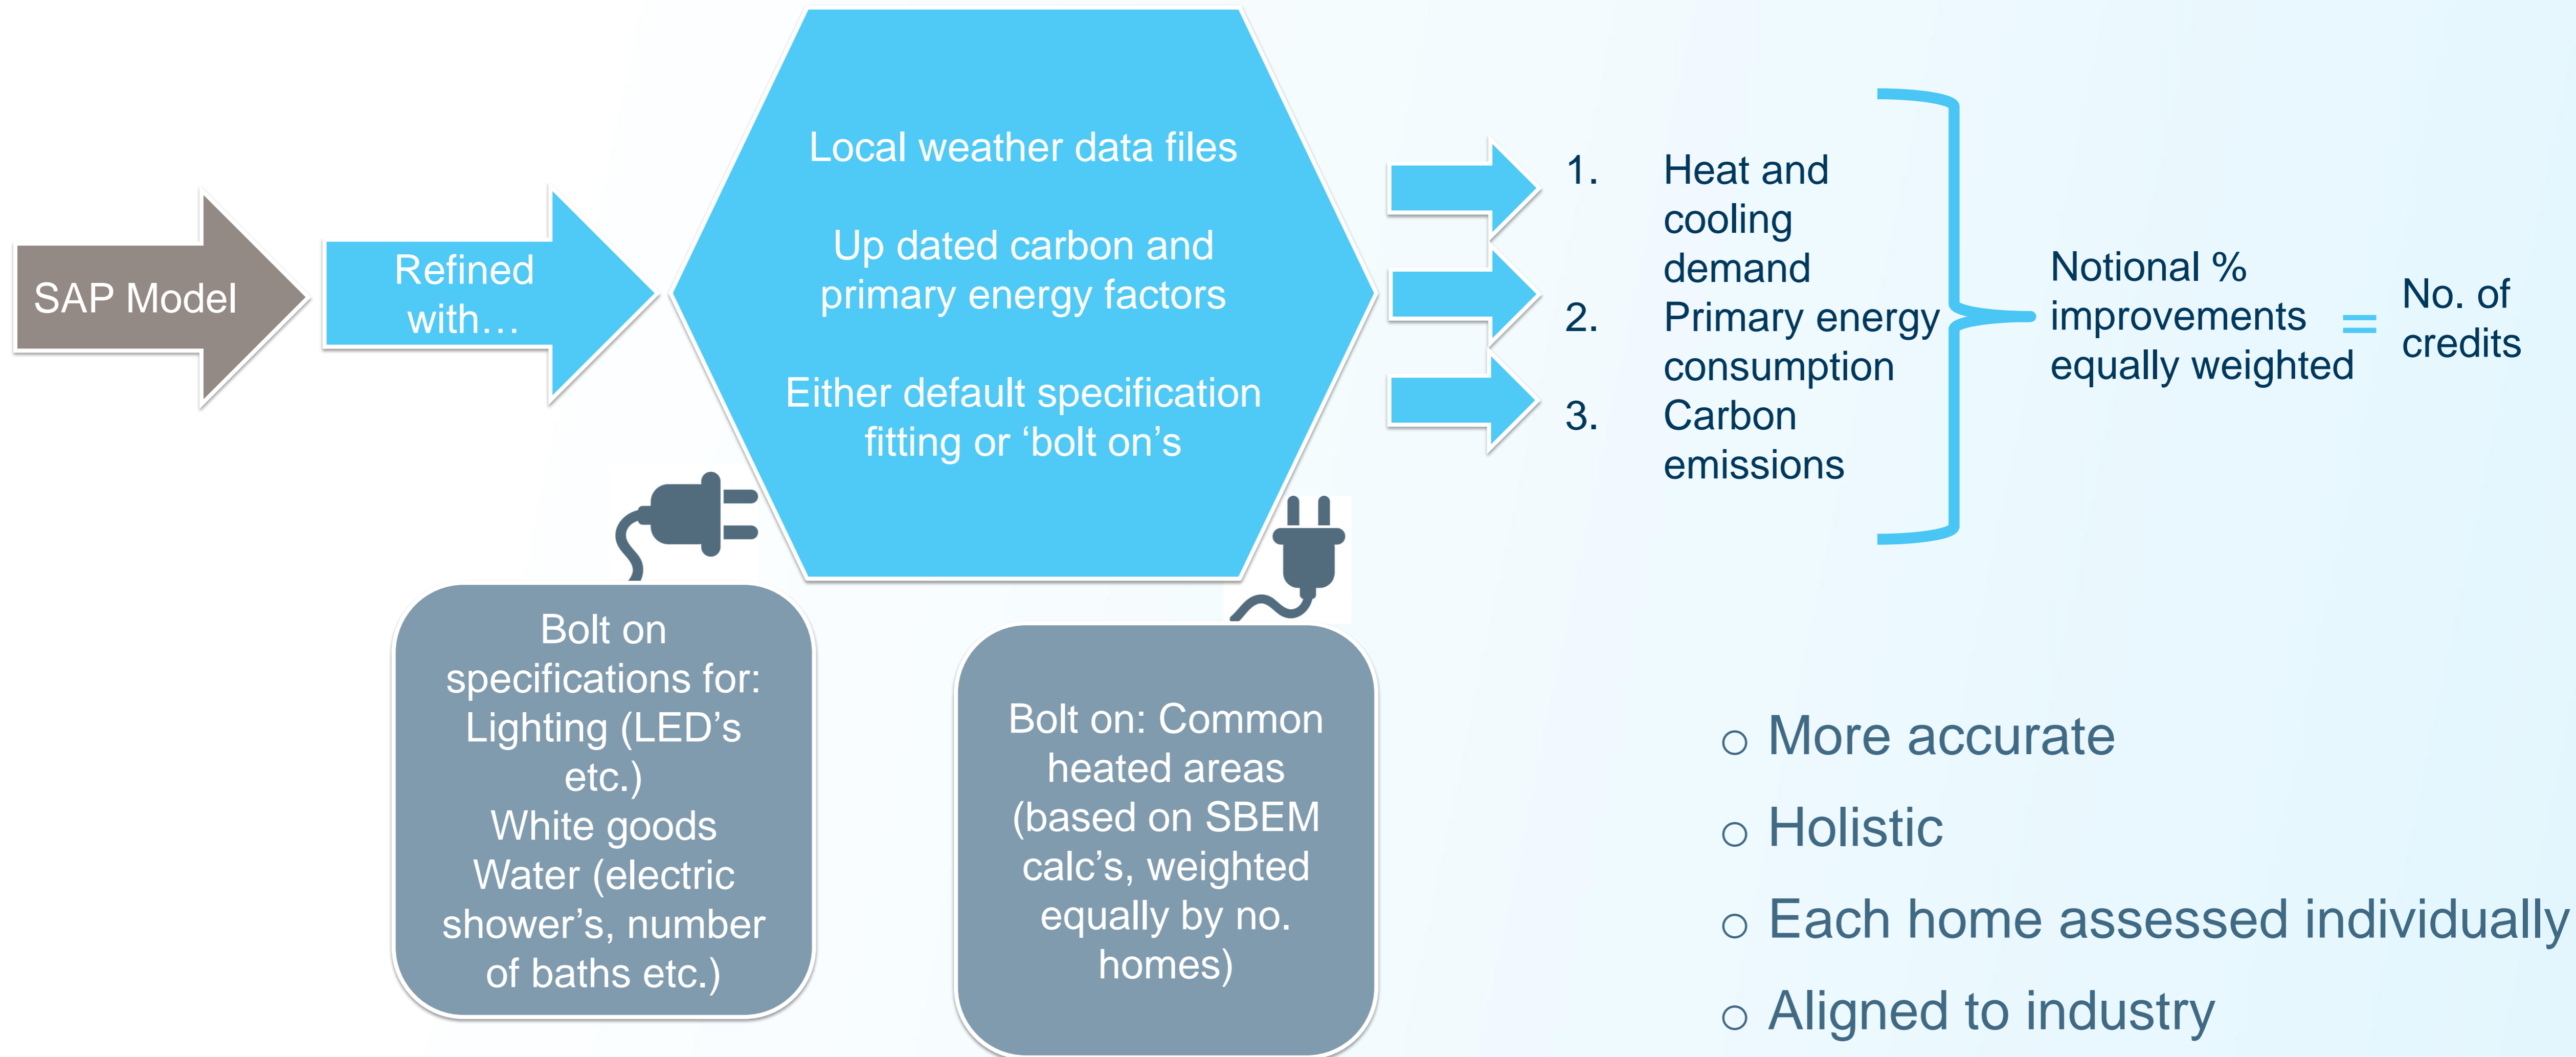 SAP Model
Refined
with…
Local weather data files
Up dated carbon and
primary energy factors
Either default specification
fitting or ‘bolt on’s
1. Heat and
cooling
demand
2. Primary energy
consumption
3. Carbon
emissions
Notional %
improvements
equally weighted
=
No. of
credits
Bolt on
specifications for:
Lighting (LED’s
etc.)
White goods
Water (electric
shower’s, number
of baths etc.)
Bolt on: Common
heated areas
(based on SBEM
calc’s, weighted
equally by no.
homes)
o More accurate
o Holistic
o Each home assessed individually
o Aligned to industry